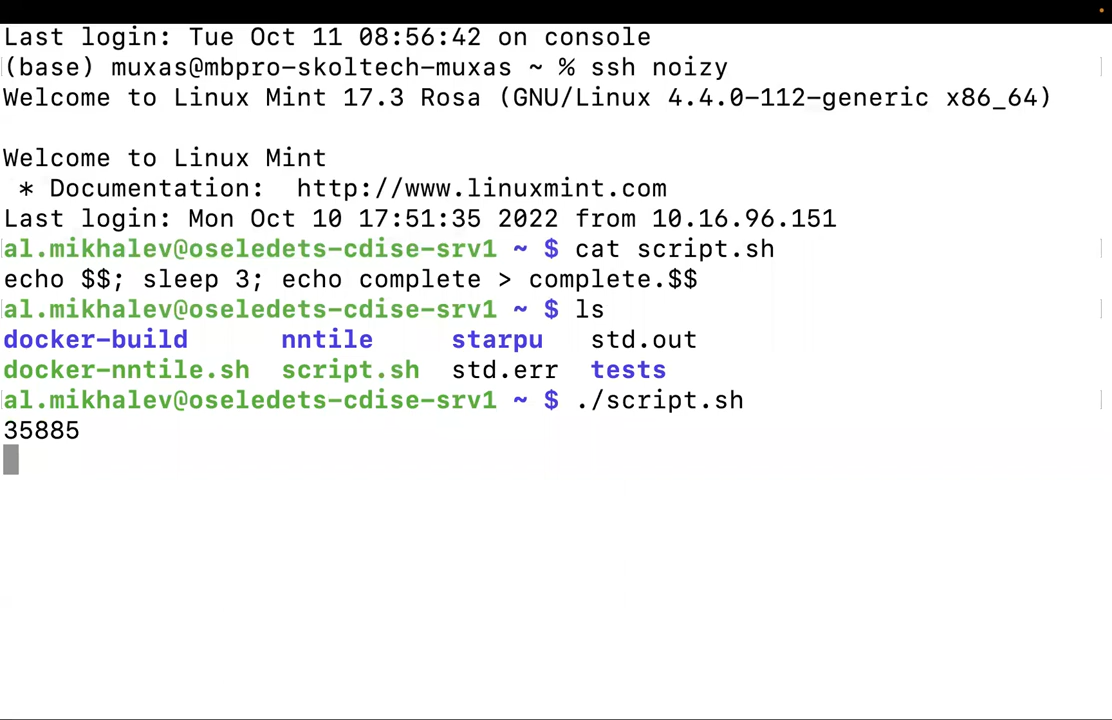 Last login: Tue Oct 11 08:56:42 on console
(base) muxas@mbpro-skoltech-muxas ~ % ssh noizy
Welcome to Linux Mint 17.3 Rosa (GNU/Linux 4.4.0-112-generic x86_64)
Welcome to Linux Mint
 * Documentation:  http://www.linuxmint.com
Last login: Mon Oct 10 17:51:35 2022 from 10.16.96.151
al.mikhalev@oseledets-cdise-srv1 ~ $ cat script.sh
echo $$; sleep 3; echo complete > complete.$$
al.mikhalev@oseledets-cdise-srv1 ~ $ ls
docker-build      nntile     starpu   std.out
docker-nntile.sh  script.sh  std.err  tests
al.mikhalev@oseledets-cdise-srv1 ~ $ ./script.sh
35885